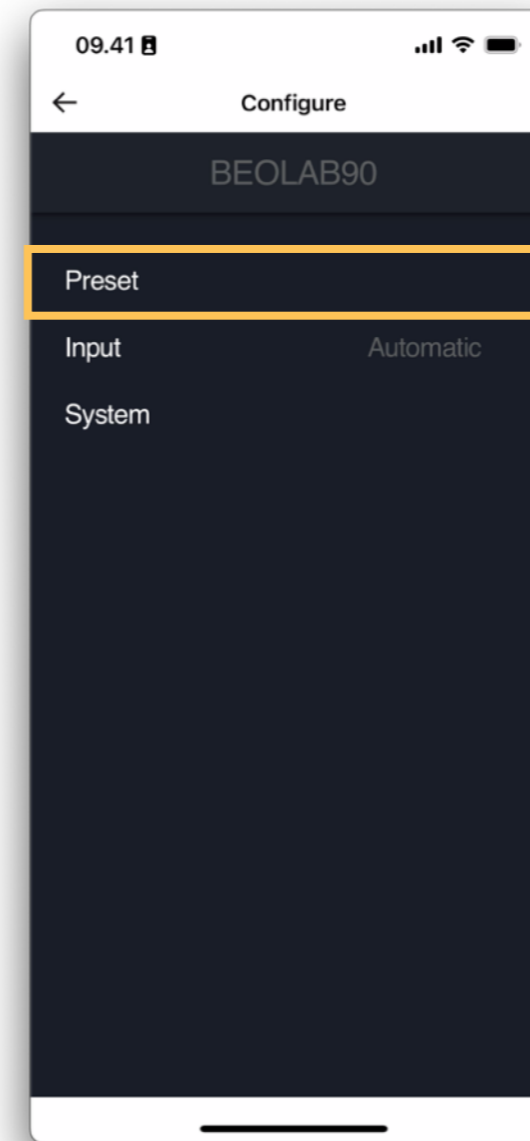 09.41
Configure
BEOLAB90
Preset
Input Automatic
System